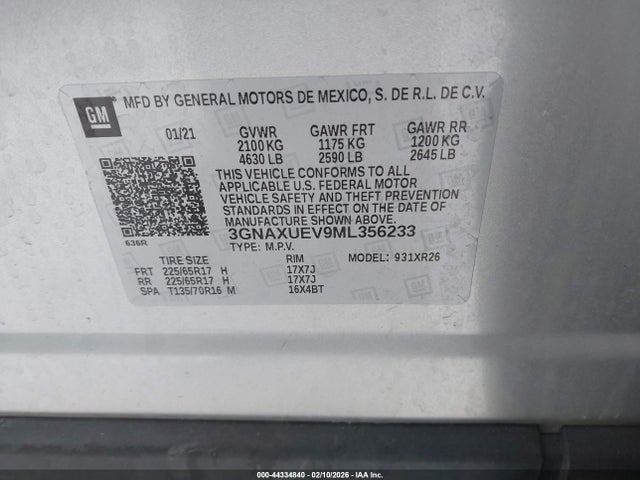 GM
MFD BY GENERAL MOTORS DE MEXICO, S. DE R.L. DE C.V.
01/21 GVWR GAWR FRT GAWR RR
2100 KG 1175 KG 1200 KG
4630 LB 2590 LB 2645 LB
THIS VEHICLE CONFORMS TO ALL
APPLICABLE U.S. FEDERAL MOTOR
VEHICLE SAFETY AND THEFT PREVENTION
STANDARDS IN EFFECT ON THE DATE OF
MANUFACTURE SHOWN ABOVE.
3GNAXUEV9ML356233
636R
TYPE: M.P.V.
TIRE SIZE RIM MODEL: 931XR26
FRT 225/65R17 H 17X7J
RR 225/65R17 H 17X7J
SPA T135/70R16 M 16X4BT
000-44334840 - 02/10/2026 - IAA Inc.